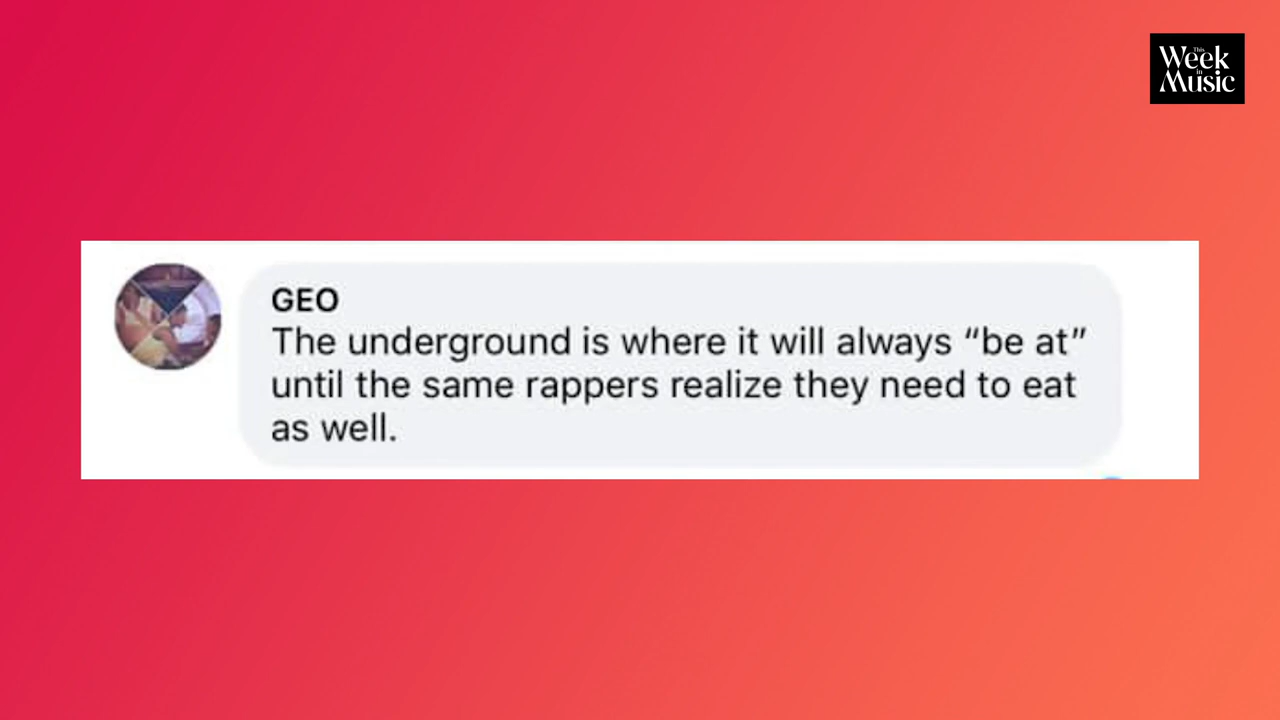 This
Week
in
Music
GEO
The underground is where it will always “be at”
until the same rappers realize they need to eat
as well.